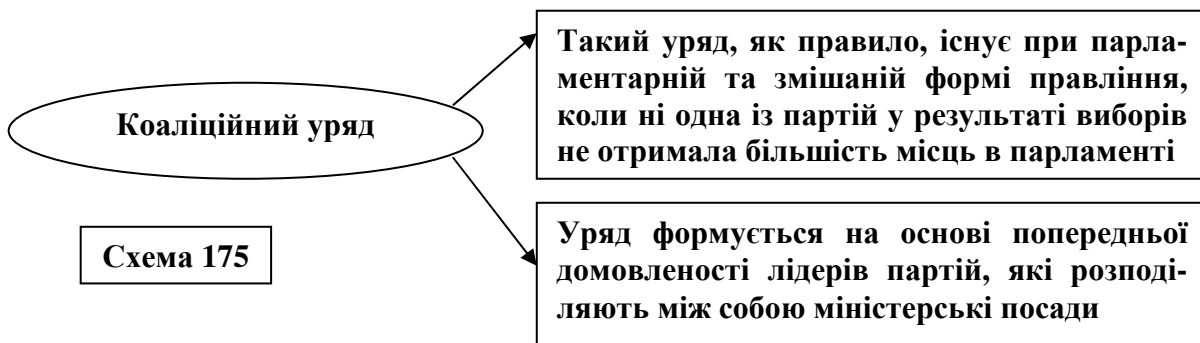 Такий уряд, як правило, існує при парла-
ментарній та змішаній формі правління,
коли ні одна із партій у результаті виборів
не отримала більшість місць в парламенті
Коаліційний уряд
Уряд формується на основі попередньої
домовленості лідерів партій, які розподі-
ляють між собою міністерські посади
Схема 175